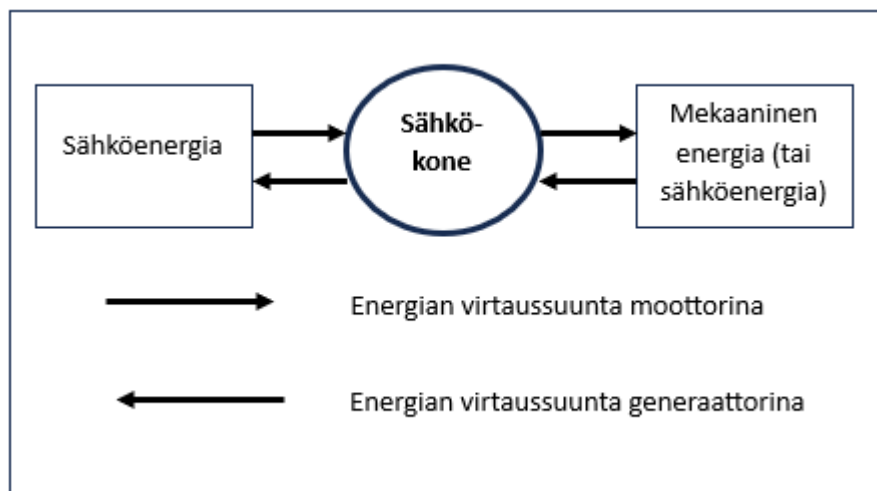 Sähköenergia
Sähkö-
kone
Mekaaninen
energia (tai
sähköenergia)
Energian virtaussuunta moottorina
Energian virtaussuunta generaattorina